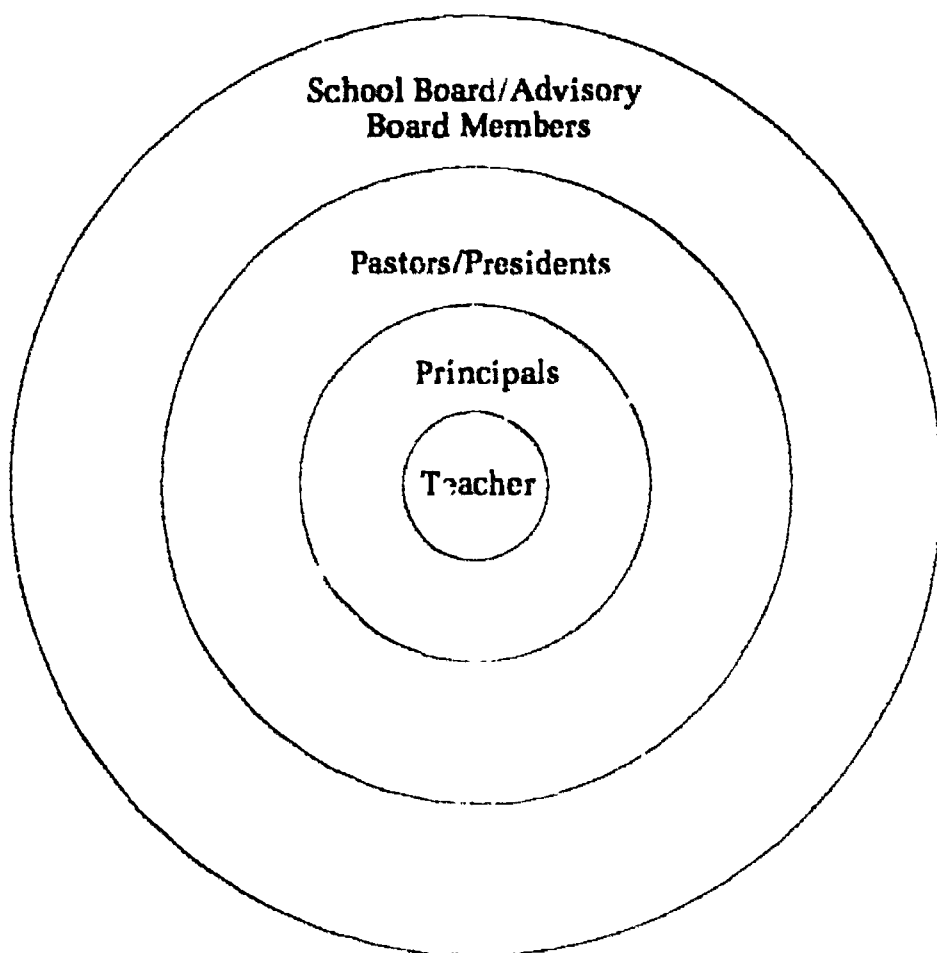 School Board/Advisory
Board Members
Pastors/Presidents
Principals
Teacher